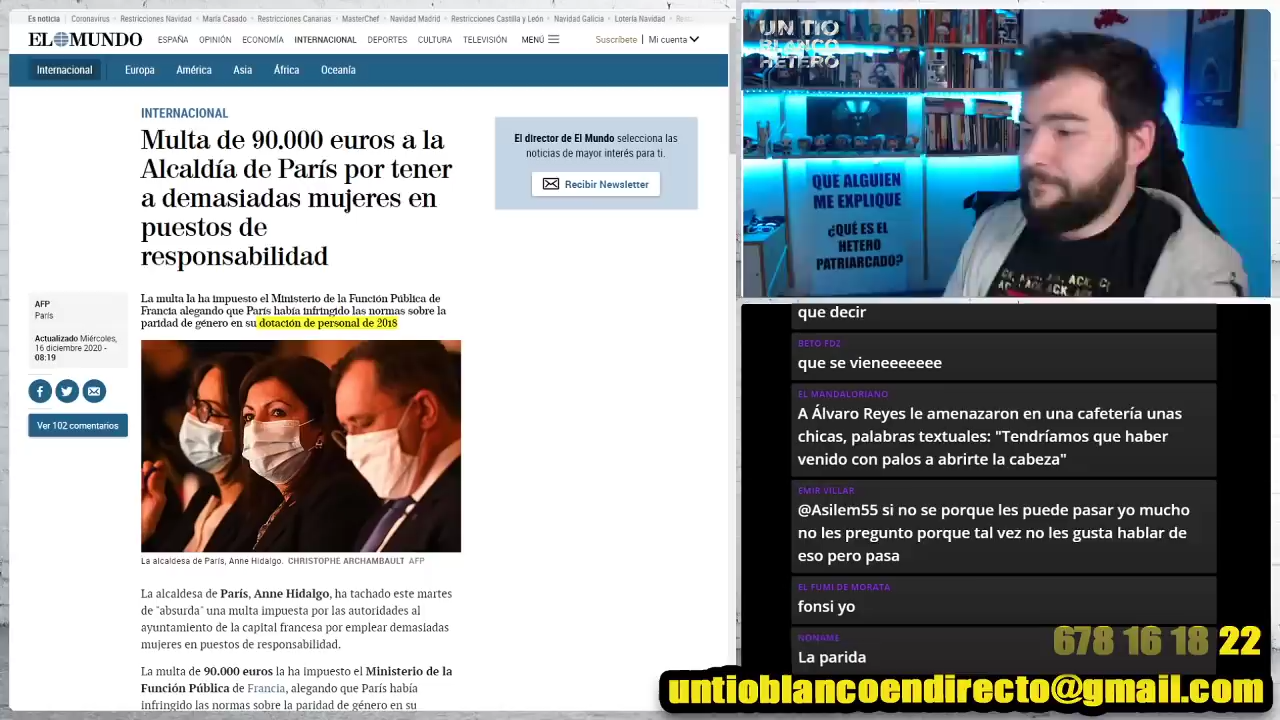 Es noticia Coronavirus Restricciones Navidad María Casado Restricciones Canarias MasterChef Navidad Madrid Restricciones Castilla y León Navidad Galicia Lotería Navidad
EL MUNDO
ESPAÑA OPINIÓN ECONOMÍA INTERNACIONAL DEPORTES CULTURA TELEVISIÓN MENÚ
Suscríbete | Mi cuenta
Internacional Europa América Asia África Oceanía
INTERNACIONAL
Multa de 90.000 euros a la
Alcaldía de París por tener
a demasiadas mujeres en
puestos de
responsabilidad
El director de El Mundo selecciona las
noticias de mayor interés para ti.
Recibir Newsletter
La multa la ha impuesto el Ministerio de la Función Pública de
Francia alegando que París había infringido las normas sobre la
paridad de género en su dotación de personal de 2018
AFP
París
Actualizado Miércoles,
16 diciembre 2020 -
08:19
Ver 102 comentarios
La alcaldesa de París, Anne Hidalgo. CHRISTOPHE ARCHAMBAULT AFP
La alcaldesa de París, Anne Hidalgo, ha tachado este martes
de "absurda" una multa impuesta por las autoridades al
ayuntamiento de la capital francesa por emplear demasiadas
mujeres en puestos de responsabilidad.
La multa de 90.000 euros la ha impuesto el Ministerio de la
Función Pública de Francia, alegando que París había
infringido las normas sobre la paridad de género en su
UN TIO
BLANCO
HETERO
QUE ALGUIEN
ME EXPLIQUE
¿QUÉ ES EL
HETERO
PATRIARCADO?
que decir
BETO FDZ
que se vieneeeeeee
EL MANDALORIANO
A Álvaro Reyes le amenazaron en una cafetería unas
chicas, palabras textuales: "Tendríamos que haber
venido con palos a abrirte la cabeza"
EMIR VILLAR
@Asilem55 si no se porque les puede pasar yo mucho
no les pregunto porque tal vez no les gusta hablar de
eso pero pasa
EL FUMI DE MORATA
fonsi yo
NONAME
La parida
678 16 18 22
untioblancoendirecto@gmail.com